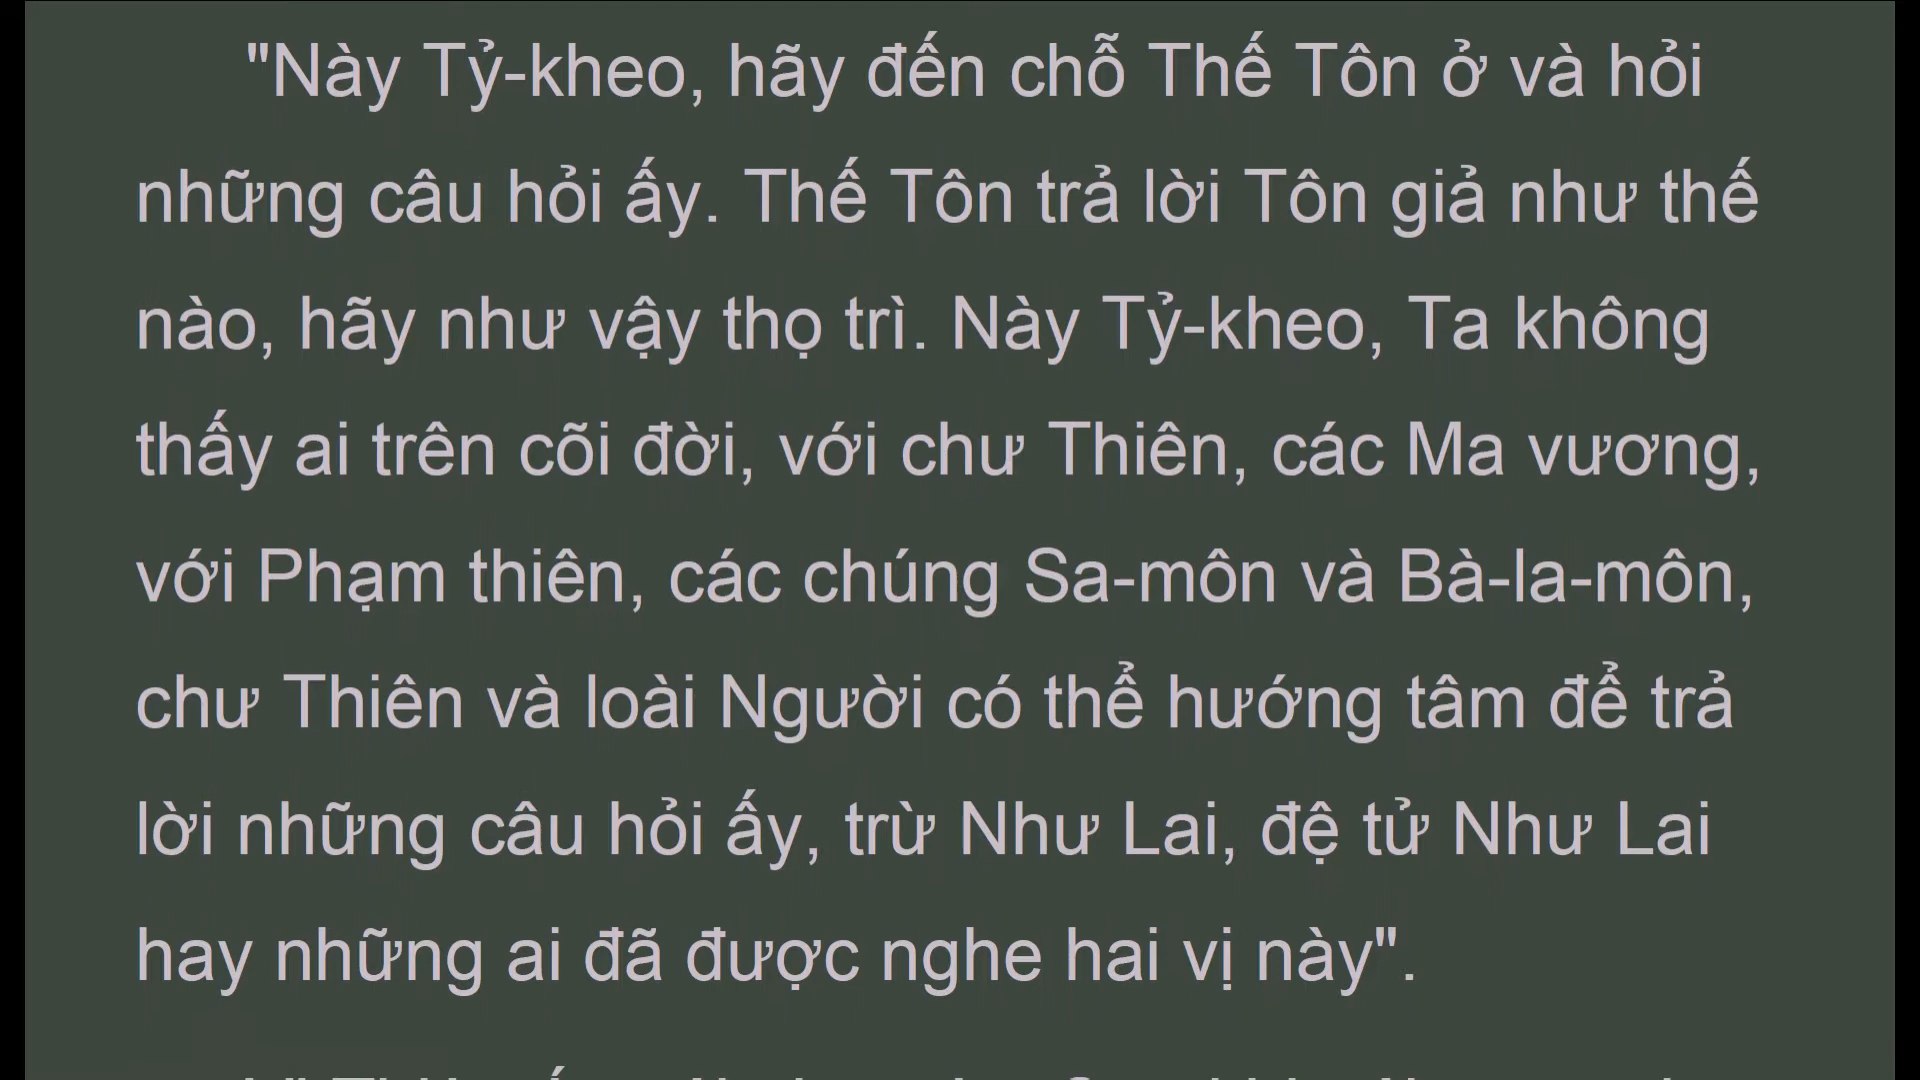 "Này Tỷ-kheo, hãy đến chỗ Thế Tôn ở và hỏi
những câu hỏi ấy. Thế Tôn trả lời Tôn giả như thế
nào, hãy như vậy thọ trì. Này Tỷ-kheo, Ta không
thấy ai trên cõi đời, với chư Thiên, các Ma vương,
với Phạm thiên, các chúng Sa-môn và Bà-la-môn,
chư Thiên và loài Người có thể hướng tâm để trả
lời những câu hỏi ấy, trừ Như Lai, đệ tử Như Lai
hay những ai đã được nghe hai vị này".